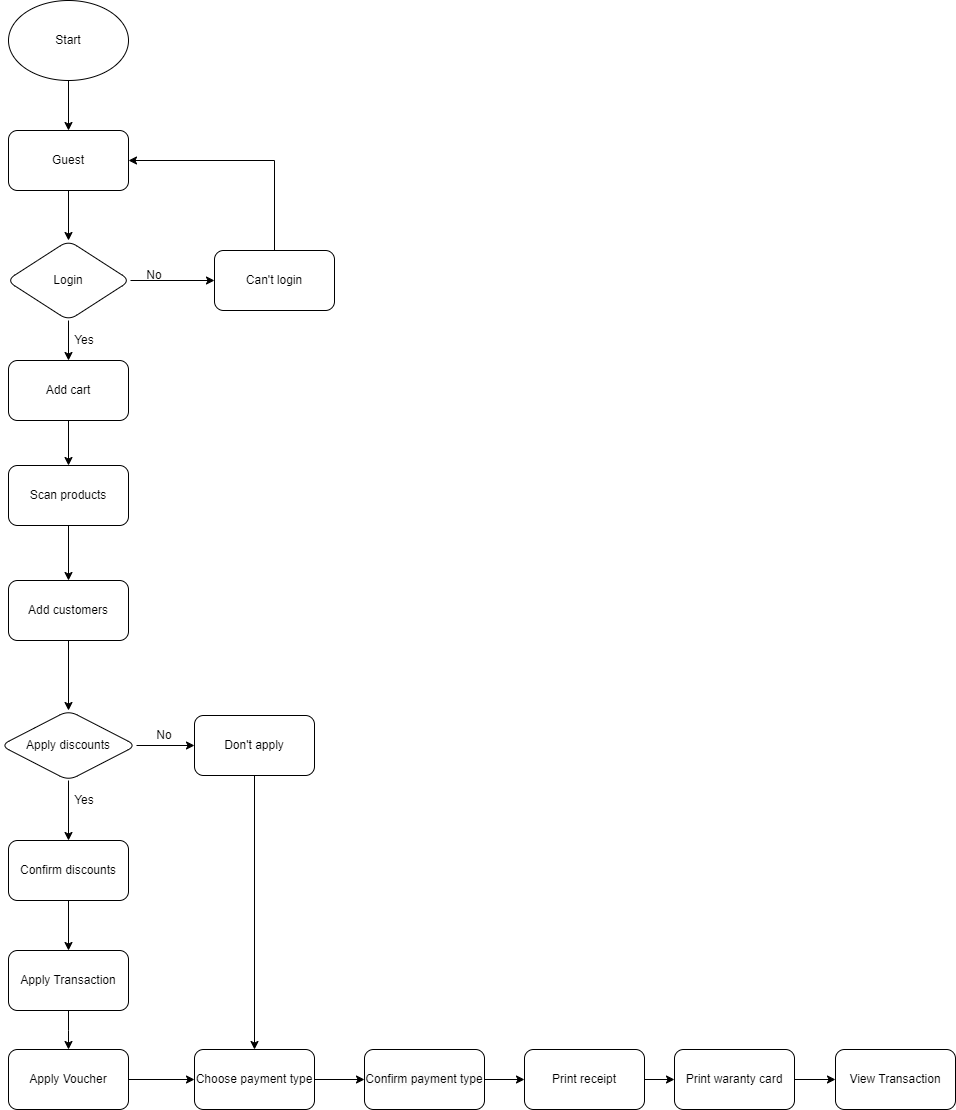 Start
Guest
Login
No
Can't login
Yes
Add cart
Scan products
Add customers
Apply discounts
No
Don't apply
Yes
Confirm discounts
Apply Transaction
Apply Voucher
Choose payment type
Confirm payment type
Print receipt
Print waranty card
View Transaction